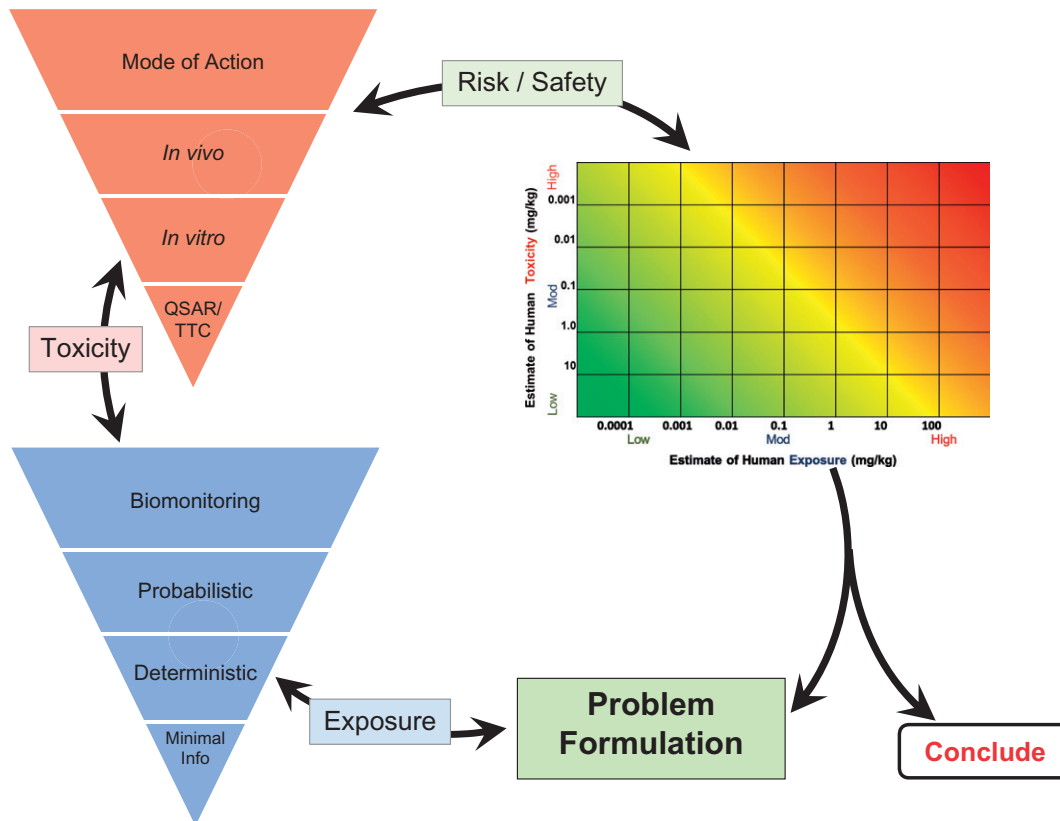 Mode of Action
In vivo
In vitro
QSAR/
TTC
Toxicity
Risk / Safety
Estimate of Human Toxicity (mg/kg)
High
Mod
Low
0.001
0.01
0.1
1.0
10
0.0001 0.001 0.01 0.1 1 10 100
Low Mod High
Estimate of Human Exposure (mg/kg)
Biomonitoring
Probabilistic
Deterministic
Minimal
Info
Exposure
Problem
Formulation
Conclude